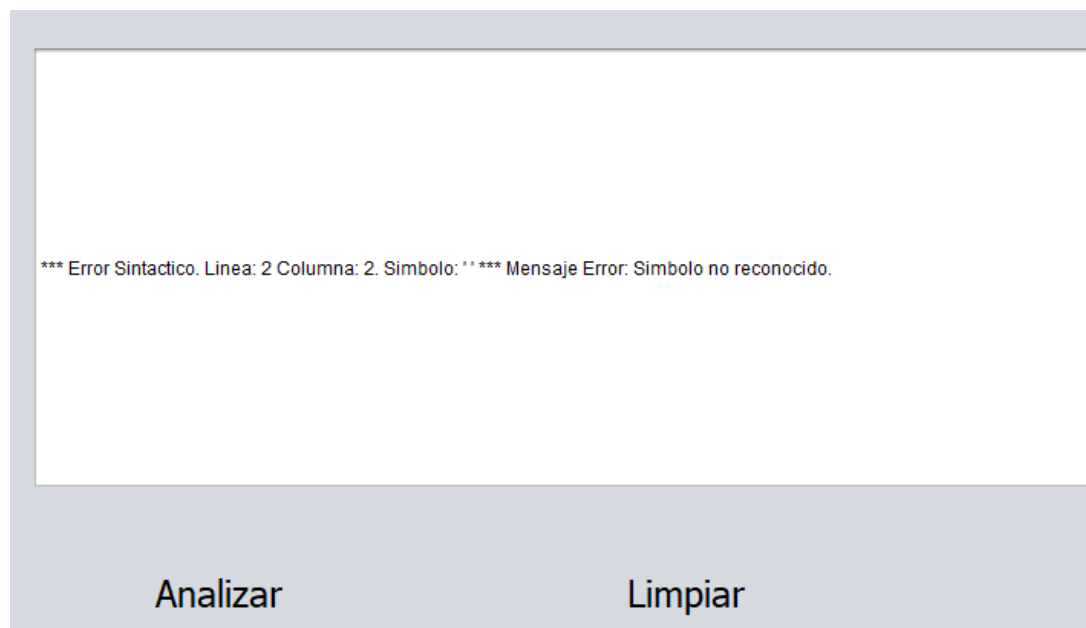 *** Error Sintactico. Linea: 2 Columna: 2. Simbolo: ' ' *** Mensaje Error: Simbolo no reconocido.
Analizar
Limpiar